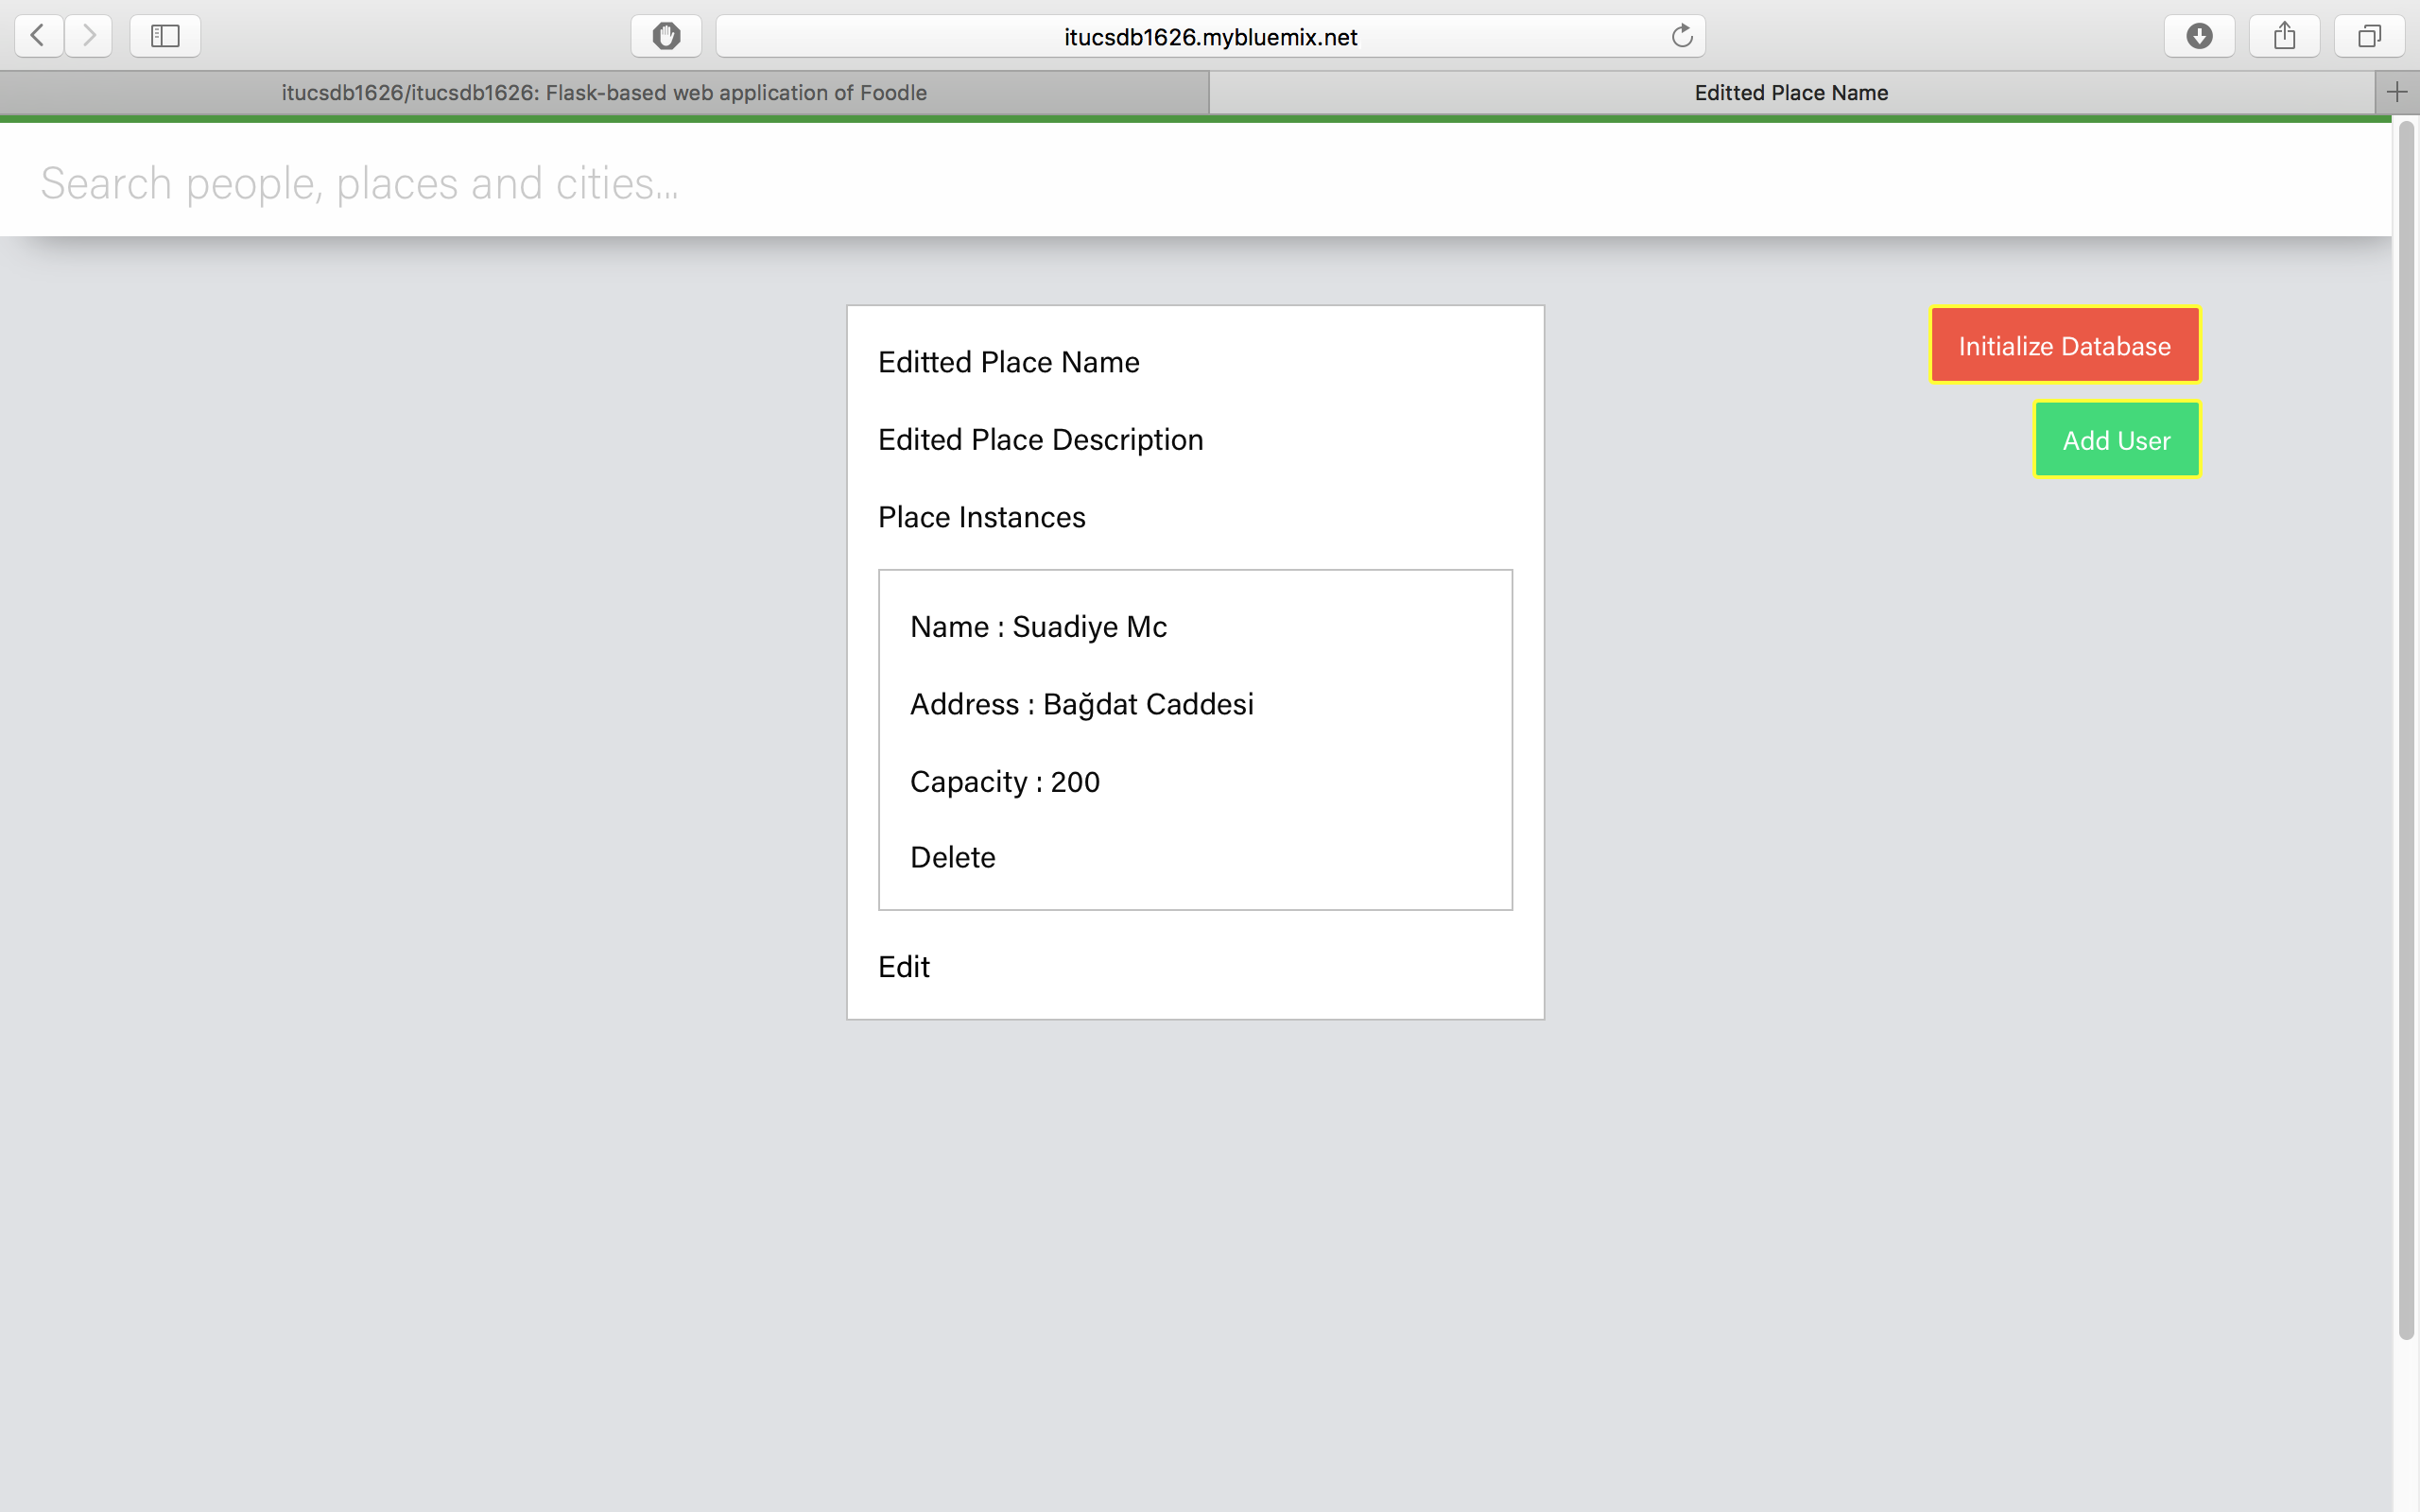 itucsdb1626.mybluemix.net
itucsdb1626/itucsdb1626: Flask-based web application of Foodle
Editted Place Name
Search people, places and cities...
Editted Place Name
Edited Place Description
Place Instances
Name : Suadiye Mc
Address : Bağdat Caddesi
Capacity : 200
Delete
Edit
Initialize Database
Add User